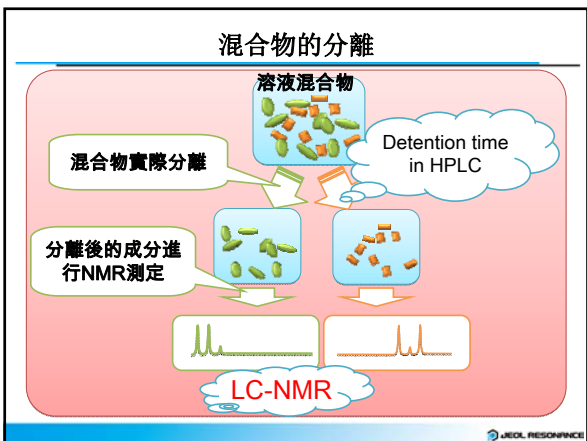 混合物的分離
溶液混合物
混合物實際分離
Detention time
in HPLC
分離後的成分進
行NMR測定
LC-NMR
JEOL RESONANCE